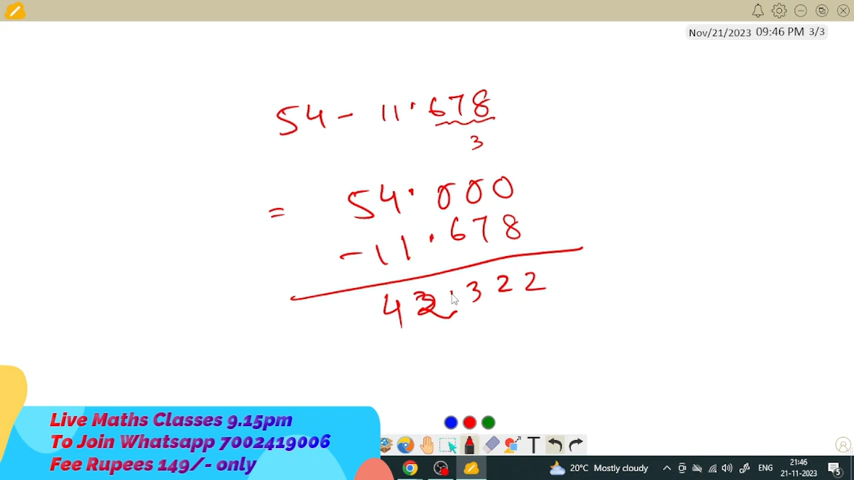 Nov/21/2023 09:46 PM 3/3
54 - 11.678
3
= 54.000
-11.678
42.322
Live Maths Classes 9.15pm
To Join Whatsapp 7002419006
Fee Rupees 149/- only
T
20°C Mostly cloudy
ENG
21:46
21-11-2023
5